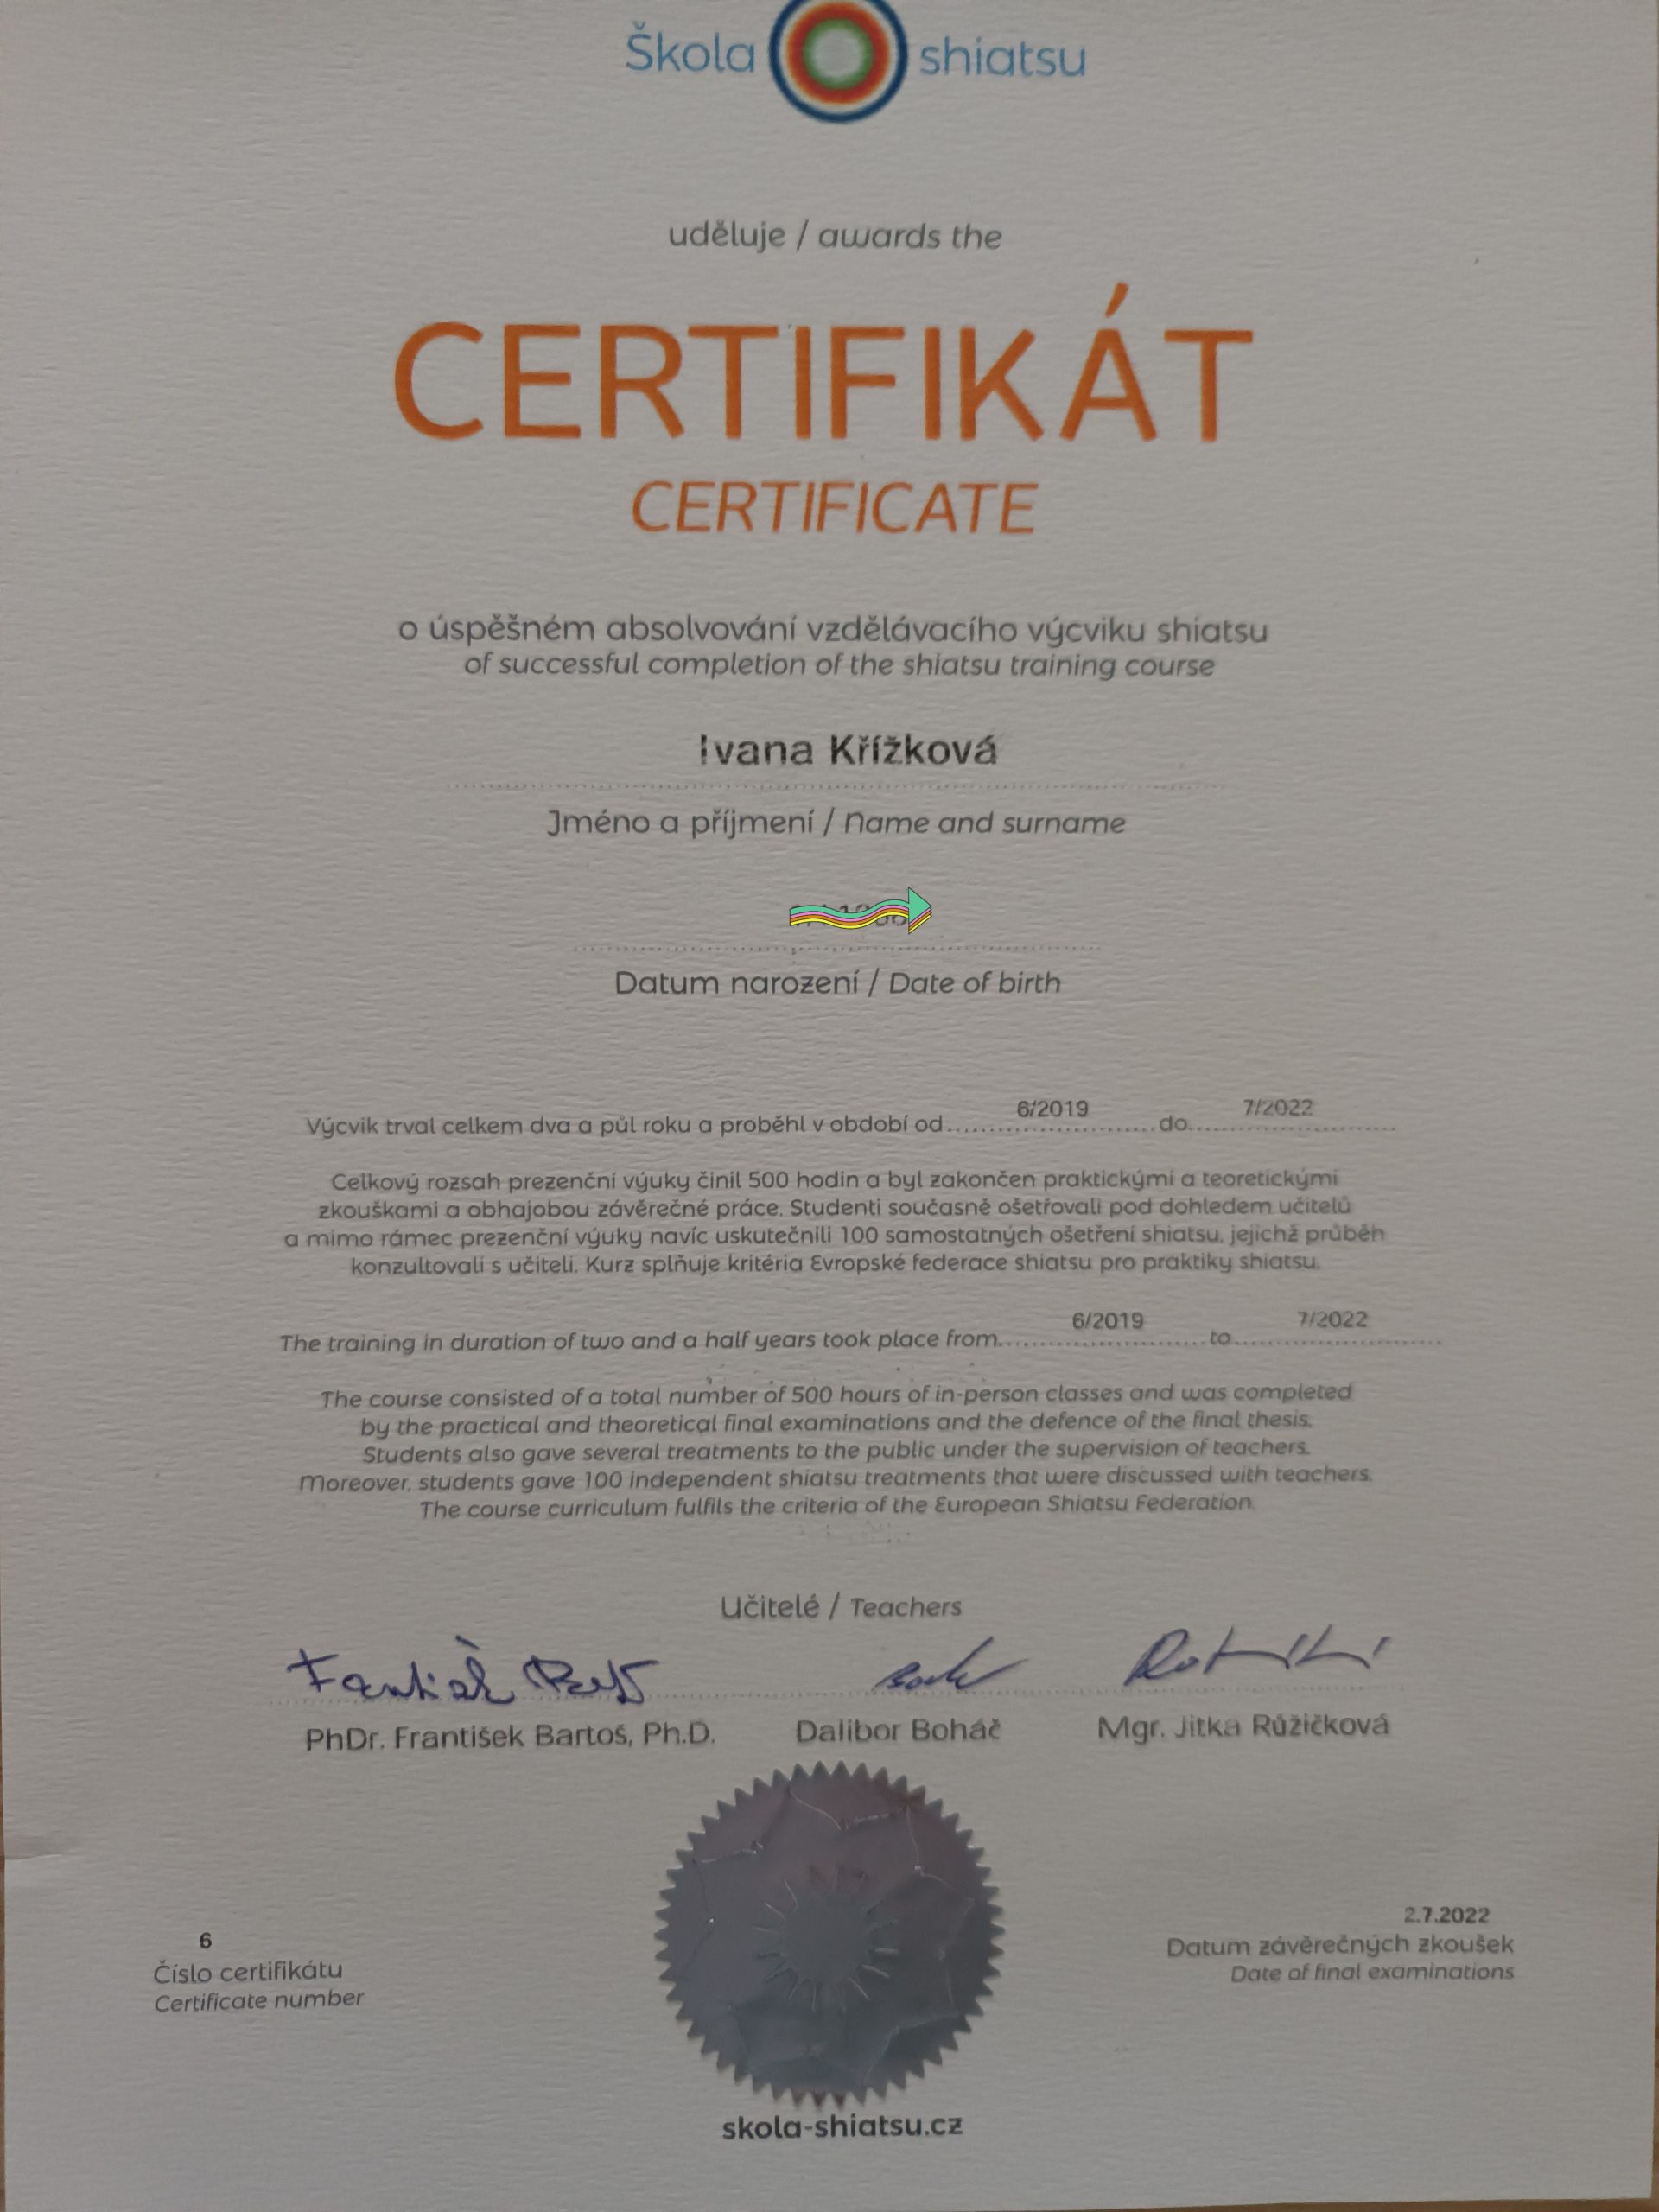 Škola shiatsu
uděluje / awards the
CERTIFIKÁT
CERTIFICATE
o úspěšném absolvování vzdělávacího výcviku shiatsu
of successful completion of the shiatsu training course
Ivana Křížková
Jméno a příjmení / Name and surname
Datum narození / Date of birth
Výcvik trval celkem dva a půl roku a proběhl v období od 6/2019 do 7/2022
Celkový rozsah prezenční výuky činil 500 hodin a byl zakončen praktickými a teoretickými
zkouškami a obhajobou závěrečné práce. Studenti současně ošetřovali pod dohledem učitelů
a mimo rámec prezenční výuky navíc uskutečnili 100 samostatných ošetření shiatsu, jejichž průběh
konzultovali s učiteli. Kurz splňuje kritéria Evropské federace shiatsu pro praktiky shiatsu.
The training in duration of two and a half years took place from 6/2019 to 7/2022
The course consisted of a total number of 500 hours of in-person classes and was completed
by the practical and theoretical final examinations and the defence of the final thesis.
Students also gave several treatments to the public under the supervision of teachers.
Moreover, students gave 100 independent shiatsu treatments that were discussed with teachers.
The course curriculum fulfils the criteria of the European Shiatsu Federation.
Učitelé / Teachers
PhDr. František Bartoš, Ph.D. Dalibor Boháč Mgr. Jitka Růžičková
6
Číslo certifikátu
Certificate number
2.7.2022
Datum závěrečných zkoušek
Date of final examinations
skola-shiatsu.cz